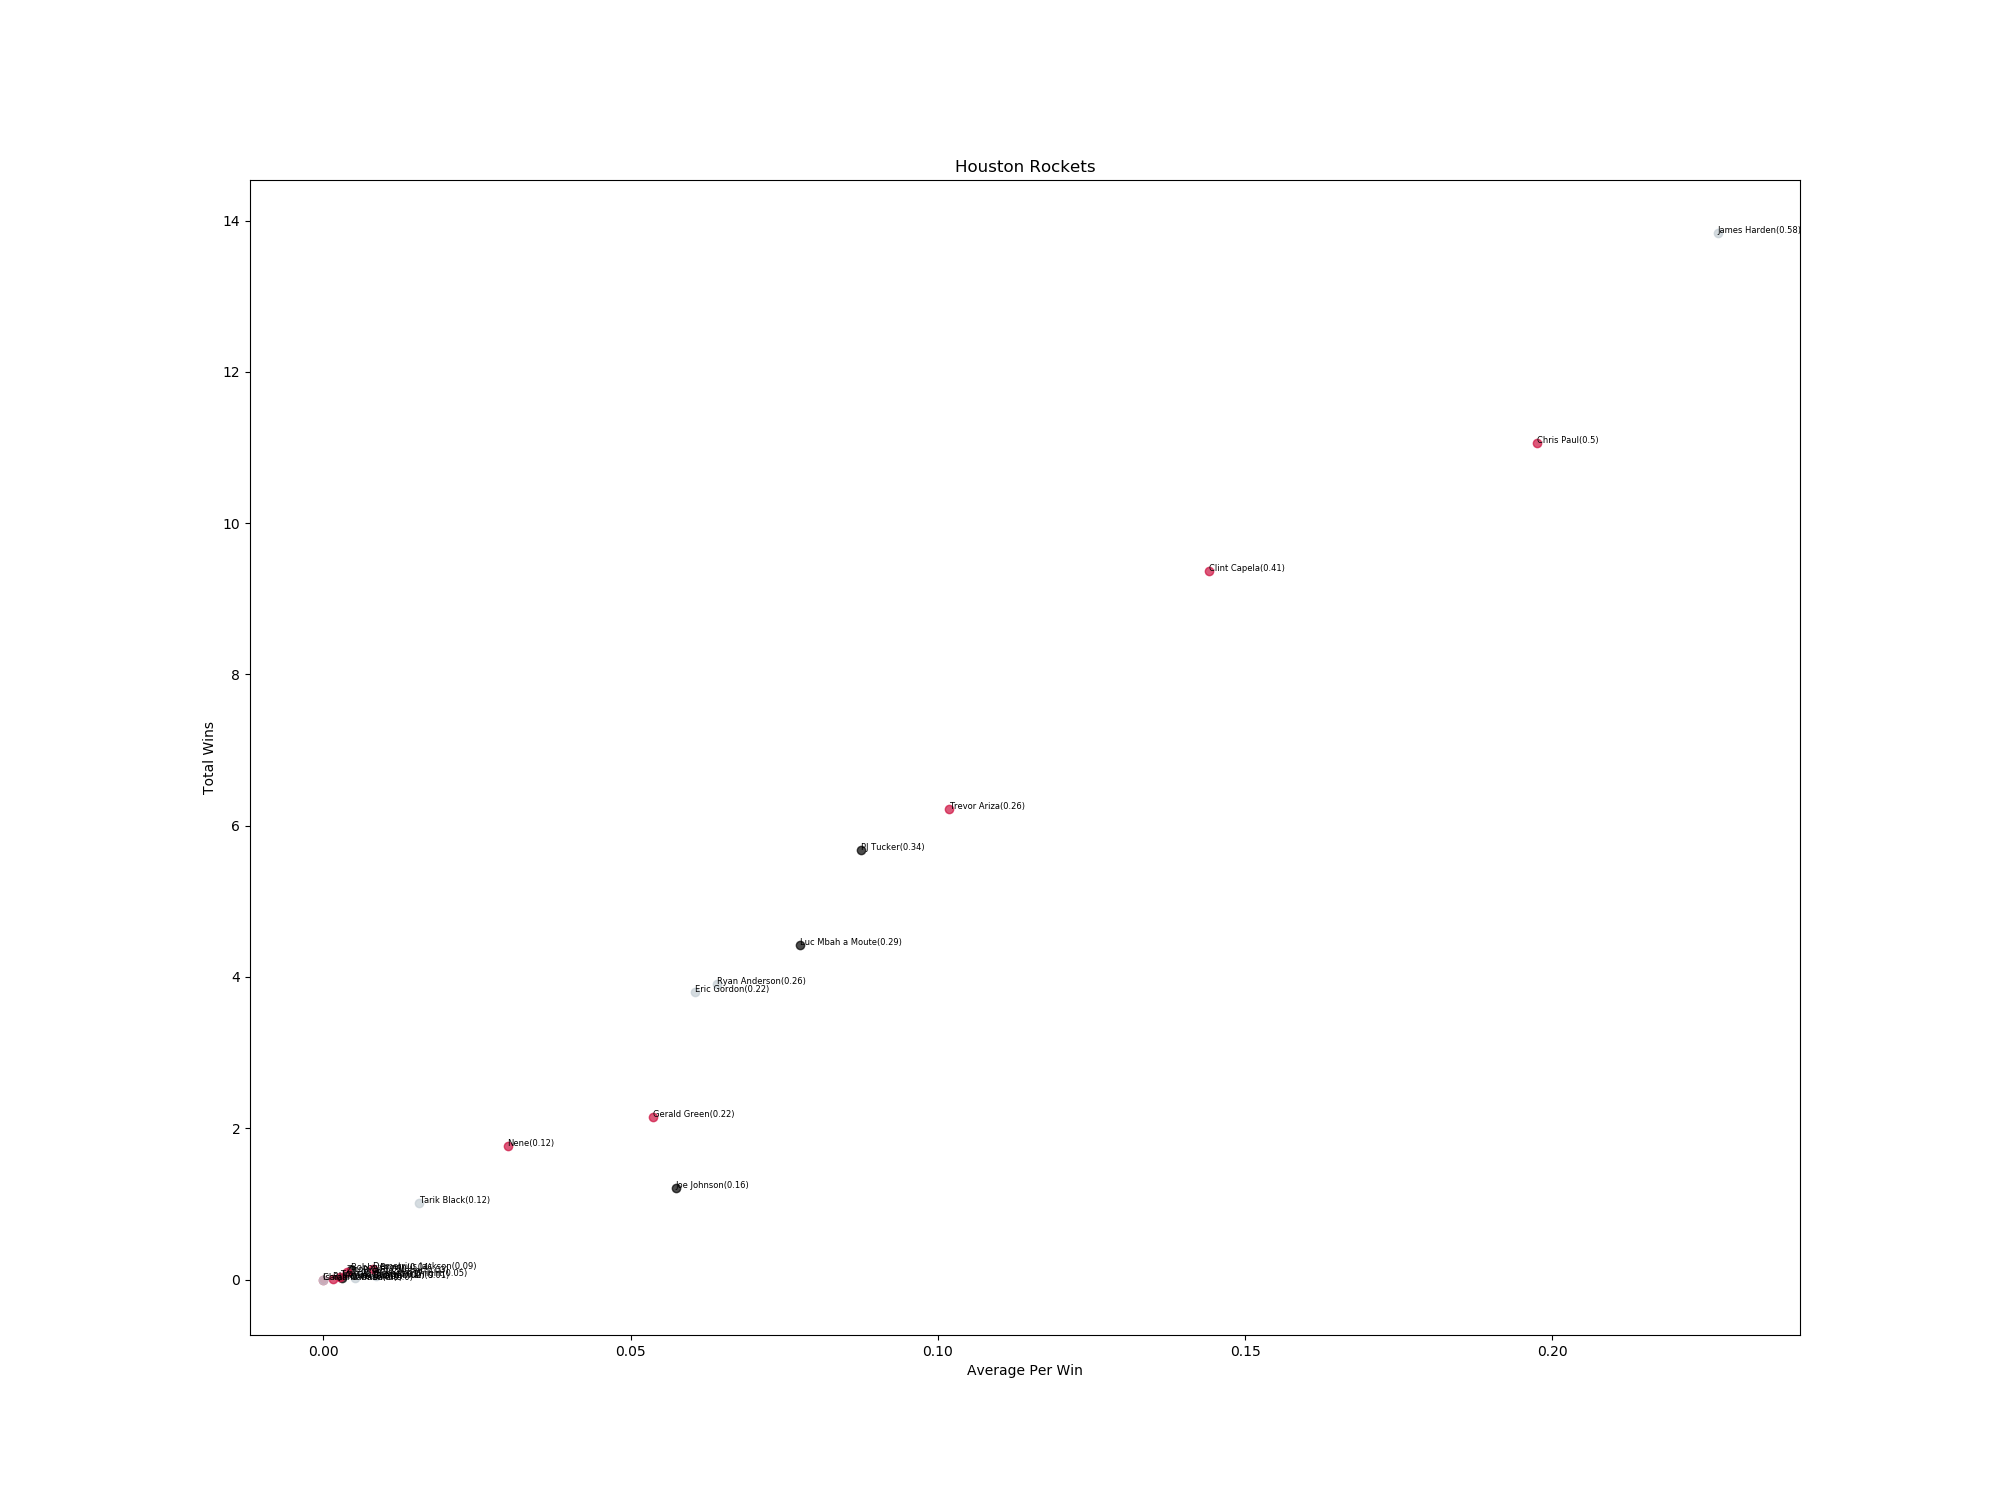 Houston Rockets
14
James Harden(0.58)
12
Chris Paul(0.5)
10
Clint Capela(0.41)
8
Total Wins
Trevor Ariza(0.26)
6
PJ Tucker(0.34)
Luc Mbah a Moute(0.29)
4
Ryan Anderson(0.26)
Eric Gordon(0.22)
2
Gerald Green(0.22)
Nene(0.12)
Joe Johnson(0.16)
Tarik Black(0.12)
Jackson(0.09)
0
0.00
0.05
0.10
0.15
0.20
Average Per Win